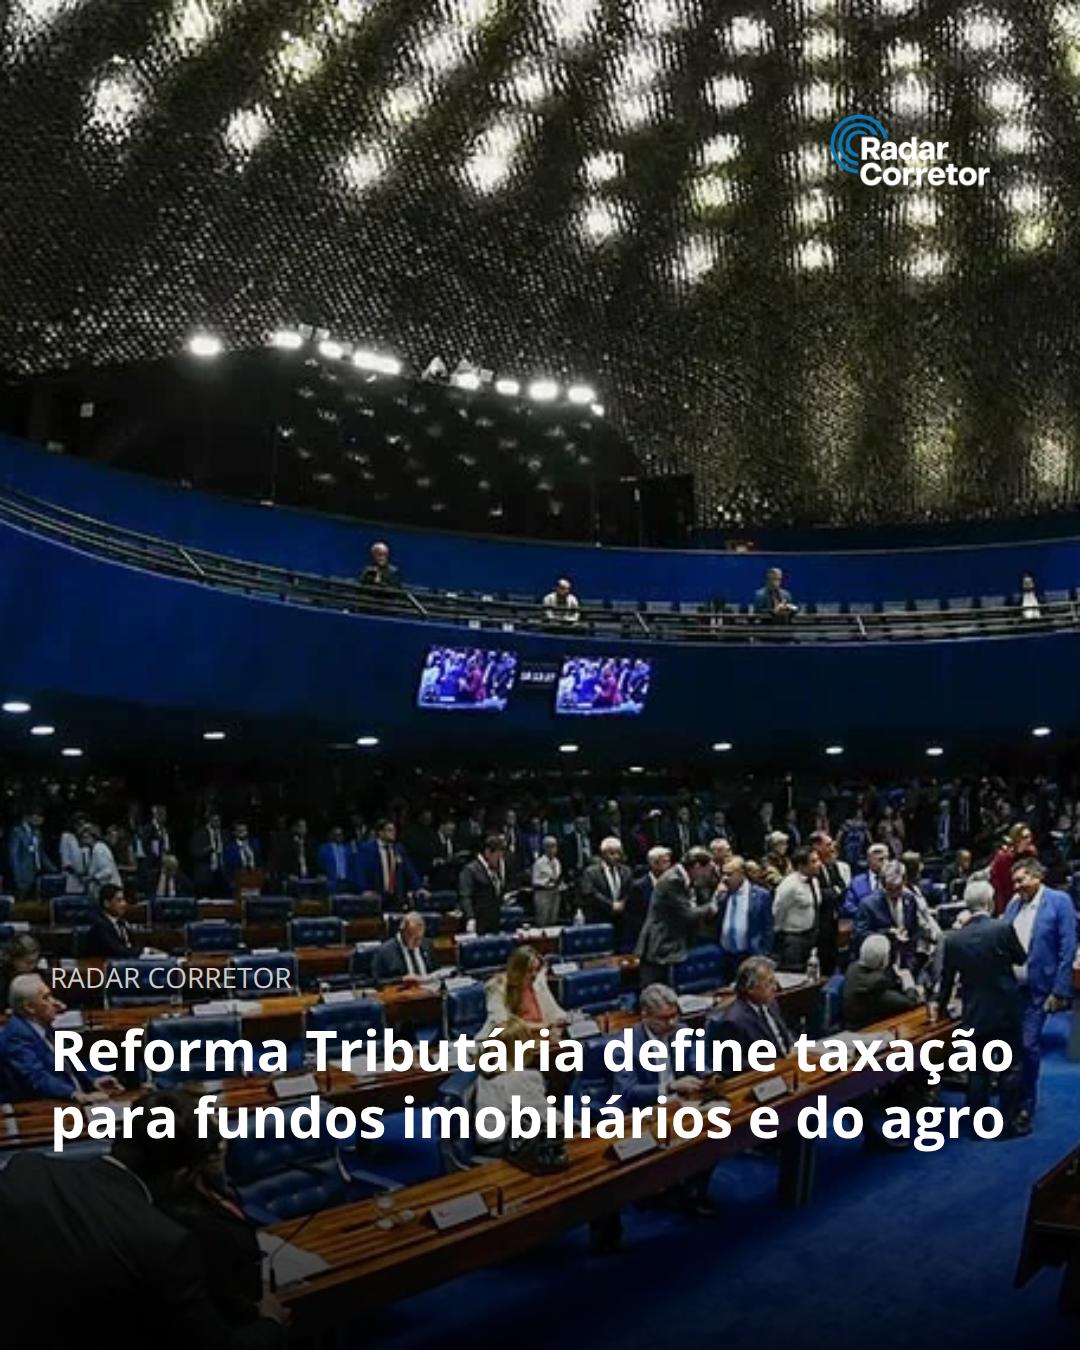 Radar
Corretor
RADAR CORRETOR
Reforma Tributária define taxação
para fundos imobiliários e do agro